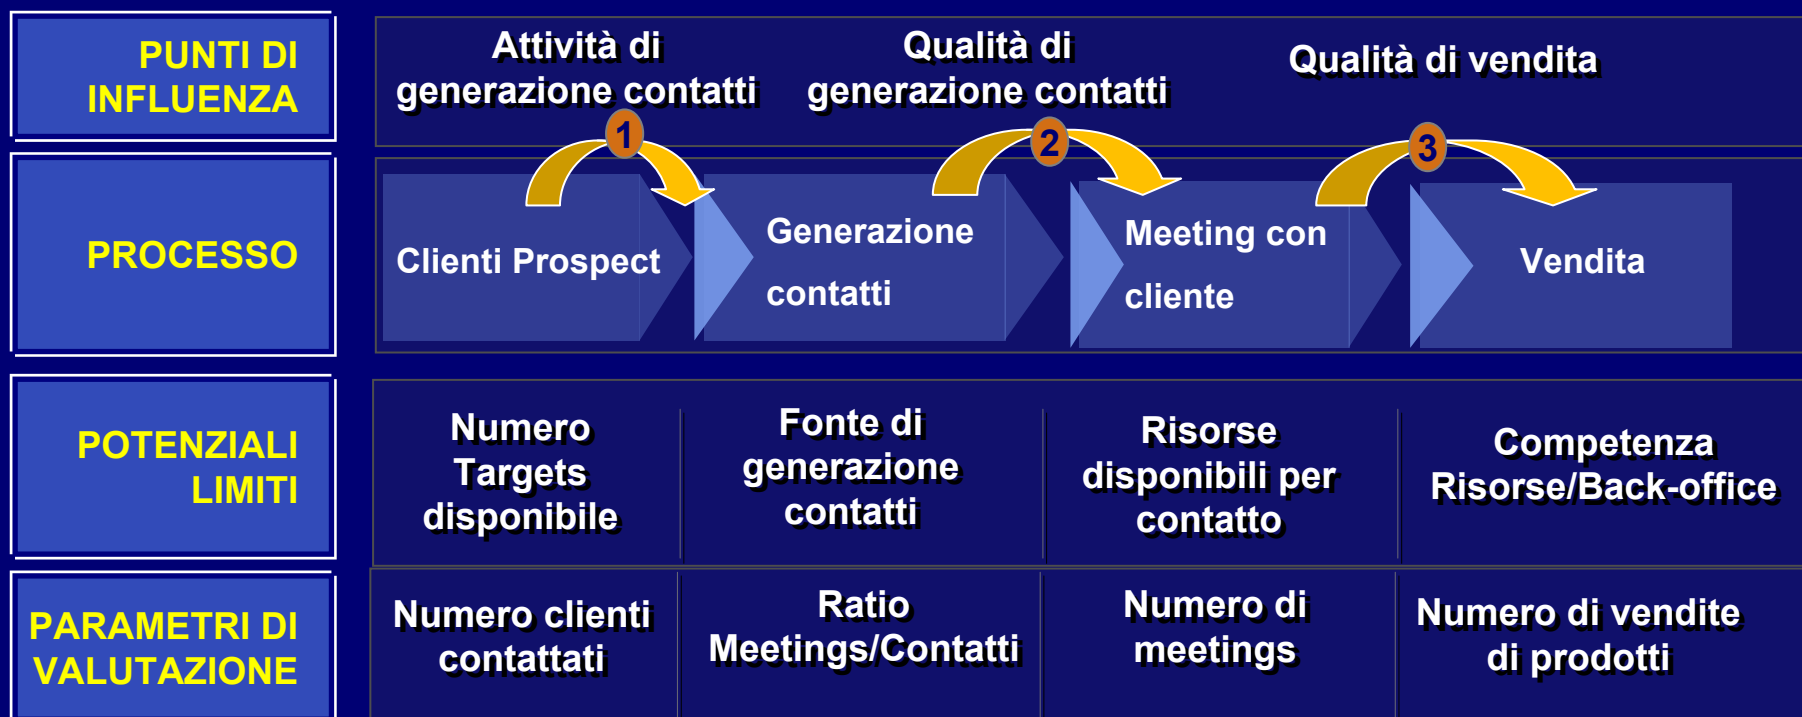 PUNTI DI
INFLUENZA
Attività di
generazione contatti
Qualità di
generazione contatti
Qualità di vendita
1
2
3
PROCESSO
Clienti Prospect
Generazione
contatti
Meeting con
cliente
Vendita
POTENZIALI
LIMITI
Numero
Targets
disponibile
Fonte di
generazione
contatti
Risorse
disponibili per
contatto
Competenza
Risorse/Back-office
PARAMETRI DI
VALUTAZIONE
Numero clienti
contattati
Ratio
Meetings/Contatti
Numero di
meetings
Numero di vendite
di prodotti